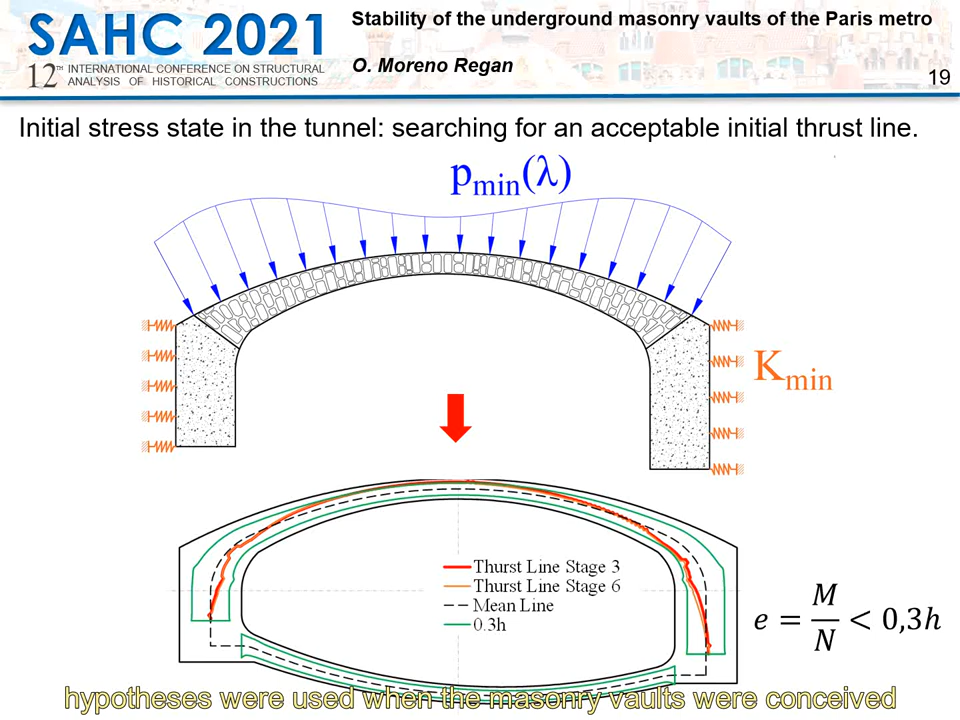 SAHC 2021
12TH INTERNATIONAL CONFERENCE ON STRUCTURAL
ANALYSIS OF HISTORICAL CONSTRUCTIONS
Stability of the underground masonry vaults of the Paris metro
O. Moreno Regan
19
Initial stress state in the tunnel: searching for an acceptable initial thrust line.
pmin(λ)
Kmin
Thurst Line Stage 3
Thurst Line Stage 6
Mean Line
0.3h
e = M/N < 0,3h
hypotheses were used when the masonry vaults were conceived